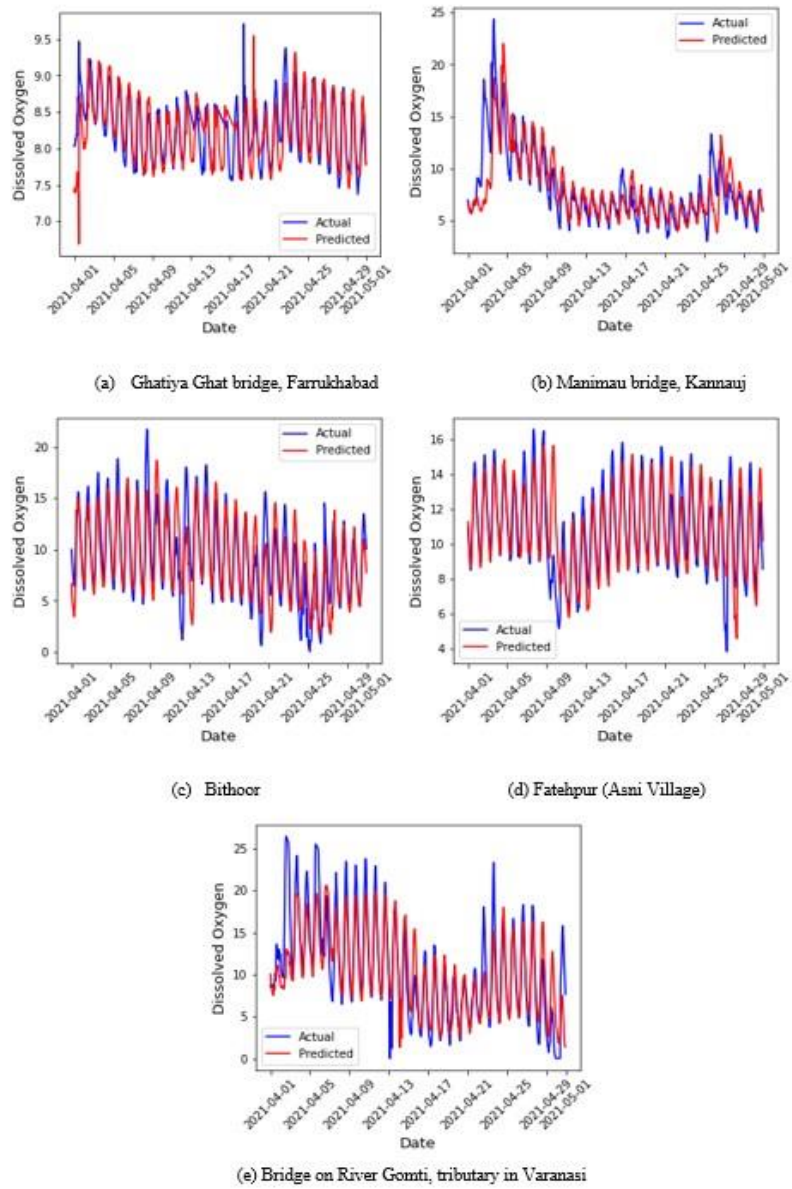 9.5
9.0
8.5
8.0
7.5
7.0
Dissolved Oxygen
Actual
Predicted
2021-04-01
2021-04-05
2021-04-09
2021-04-13
2021-04-17
2021-04-21
2021-04-25
2021-04-29
2021-05-01
Date
(a) Ghatiya Ghat bridge, Farrukhabad
25
20
15
10
5
Dissolved Oxygen
Actual
Predicted
2021-04-01
2021-04-05
2021-04-09
2021-04-13
2021-04-17
2021-04-21
2021-04-25
2021-04-29
2021-05-01
Date
(b) Manimau bridge, Kannauj
20
15
10
5
0
Dissolved Oxygen
Actual
Predicted
2021-04-01
2021-04-05
2021-04-09
2021-04-13
2021-04-17
2021-04-21
2021-04-25
2021-04-29
2021-05-01
Date
(c) Bithoor
16
14
12
10
8
6
4
Dissolved Oxygen
Actual
Predicted
2021-04-01
2021-04-05
2021-04-09
2021-04-13
2021-04-17
2021-04-21
2021-04-25
2021-04-29
2021-05-01
Date
(d) Fatehpur (Asni Village)
25
20
15
10
5
0
Dissolved Oxygen
Actual
Predicted
2021-04-01
2021-04-05
2021-04-09
2021-04-13
2021-04-17
2021-04-21
2021-04-25
2021-04-29
2021-05-01
Date
(e) Bridge on River Gomti, tributary in Varanasi